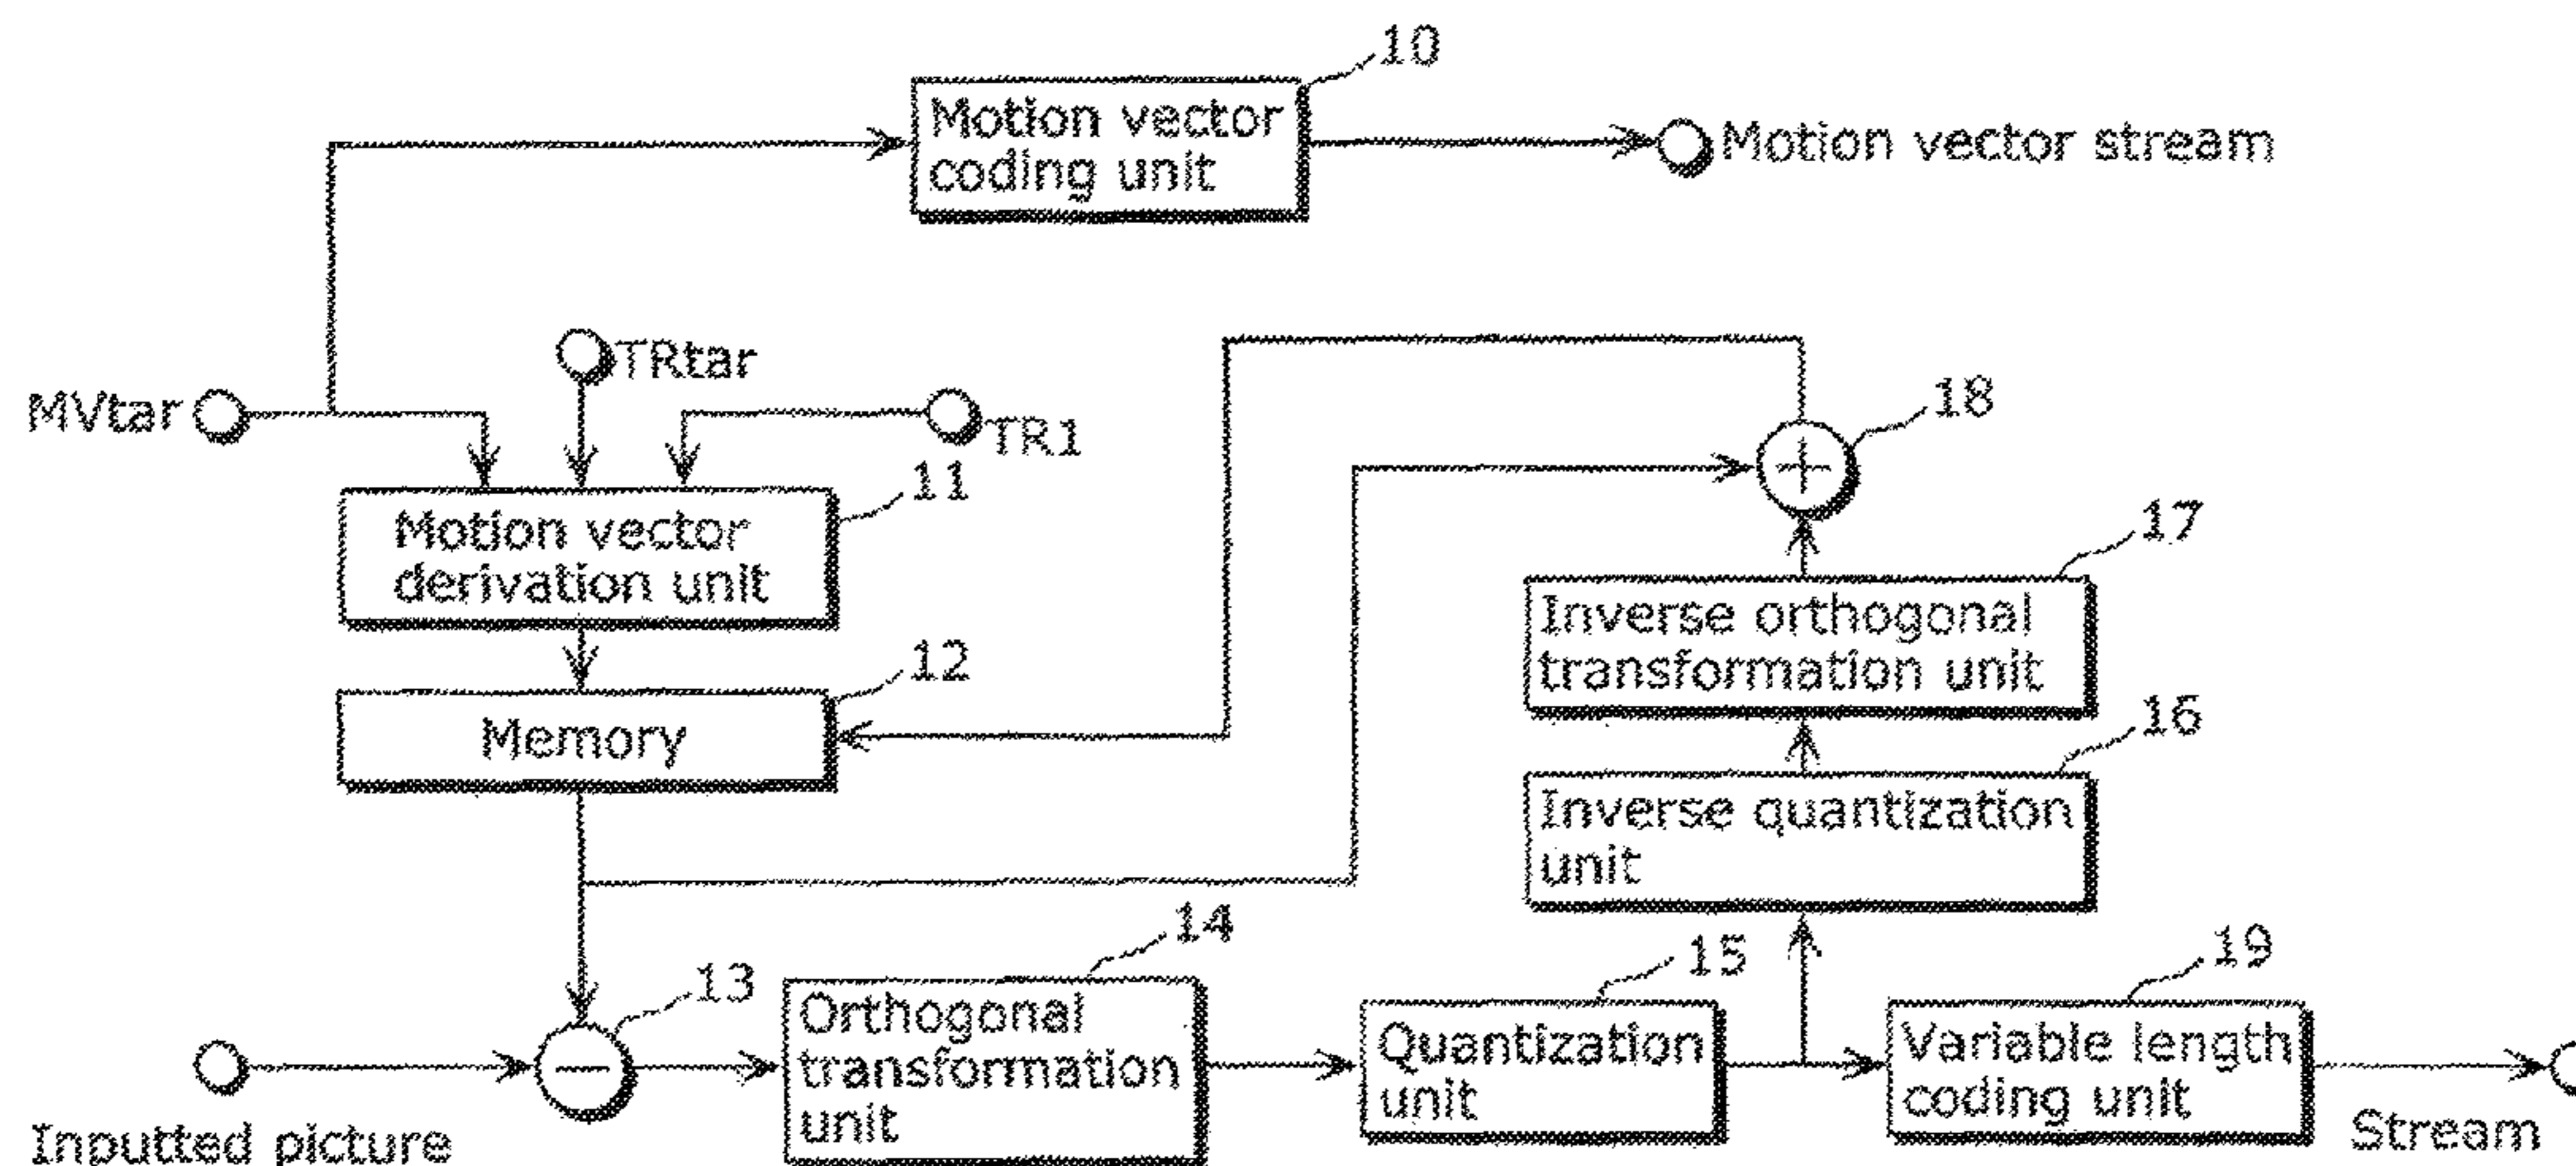 10
Motion vector
coding unit
Motion vector stream
TRtar
MVtar
TR1
18
11
Motion vector
derivation unit
17
Inverse orthogonal
transformation unit
12
Memory
16
Inverse quantization
unit
14
15
19
13
Orthogonal
transformation
unit
Quantization
unit
Variable length
coding unit
Inputted picture
Stream